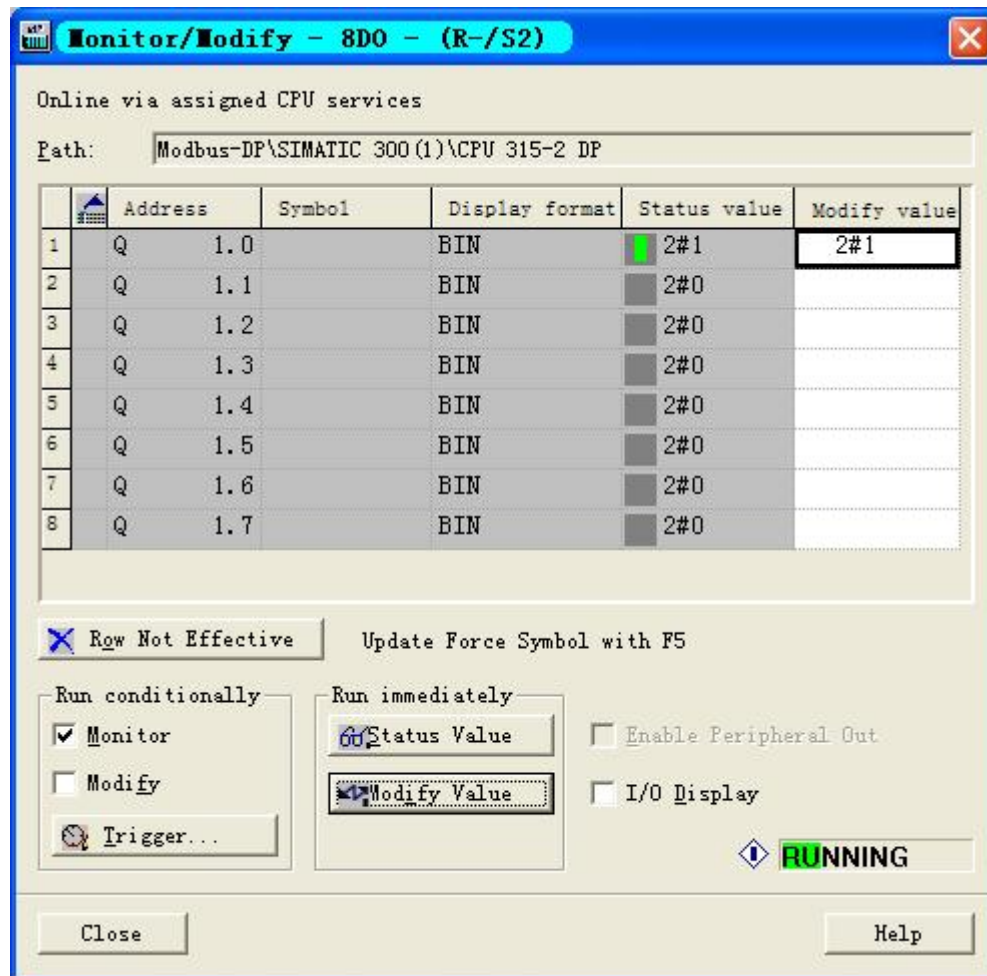 Monitor/Modify - 8DO - (R-/S2)
Online via assigned CPU services
Path: Modbus-DP\SIMATIC 300(1)\CPU 315-2 DP
Address Symbol Display format Status value Modify value
1 Q 1.0 BIN 2#1 2#1
2 Q 1.1 BIN 2#0
3 Q 1.2 BIN 2#0
4 Q 1.3 BIN 2#0
5 Q 1.4 BIN 2#0
6 Q 1.5 BIN 2#0
7 Q 1.6 BIN 2#0
8 Q 1.7 BIN 2#0
Row Not Effective Update Force Symbol with F5
Run conditionally Run immediately
Monitor Status Value Enable Peripheral Out
Modify Modify Value I/O Display
Trigger...
RUNNING
Close Help